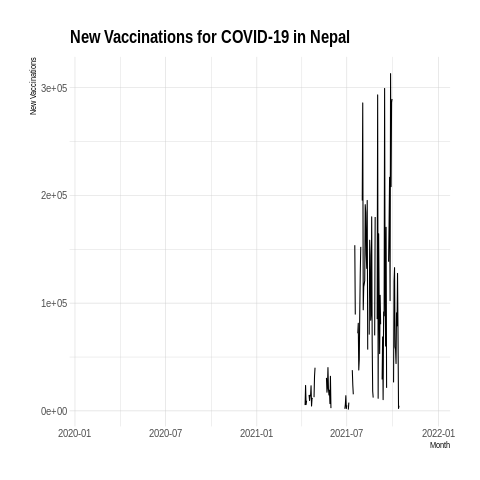 New Vaccinations for COVID-19 in Nepal
New Vaccinations
3e+05
2e+05
1e+05
0e+00
2020-01 2020-07 2021-01 2021-07 2022-01
Month